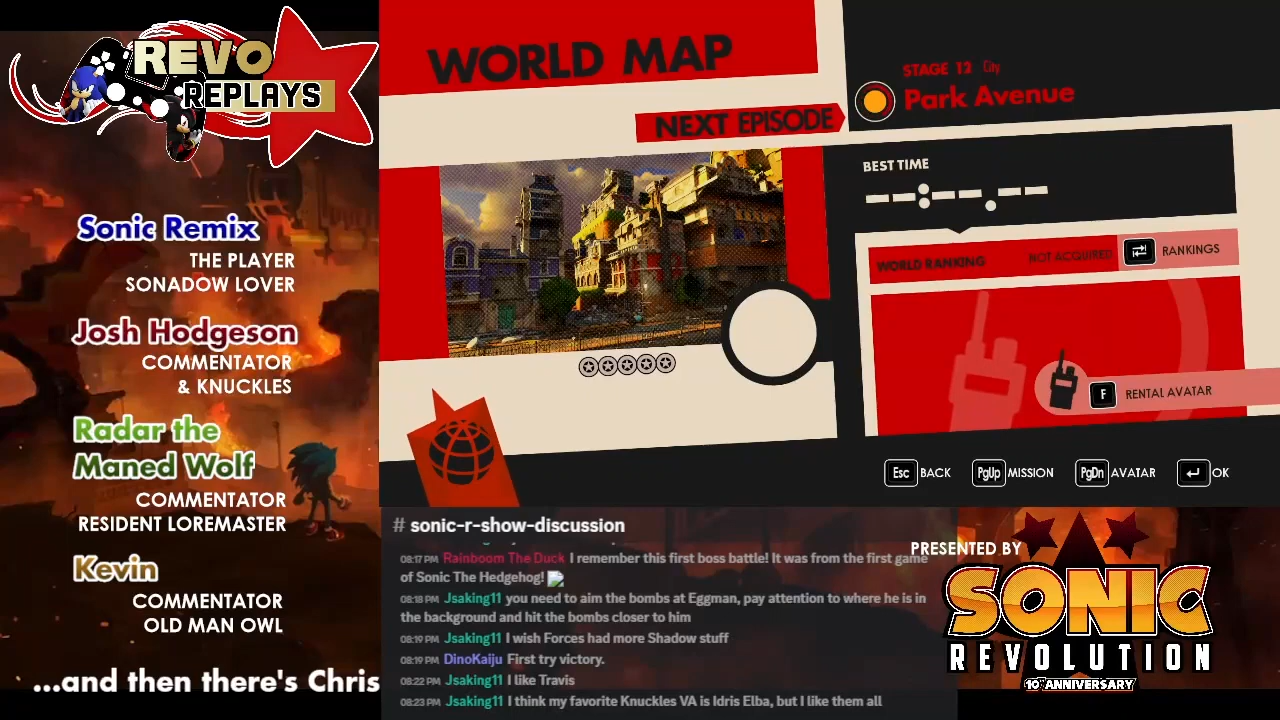 REVO
REPLAYS
Sonic Remix
THE PLAYER
SONADOW LOVER
Josh Hodgeson
COMMENTATOR
& KNUCKLES
Radar the
Maned Wolf
COMMENTATOR
RESIDENT LOREMASTER
Kevin
COMMENTATOR
OLD MAN OWL
...and then there's Chris
WORLD MAP
NEXT EPISODE
STAGE 12 City
Park Avenue
BEST TIME
WORLD RANKING NOT ACQUIRED
RANKINGS
F RENTAL AVATAR
Esc BACK PgUp MISSION PgDn AVATAR OK
# sonic-r-show-discussion
08:17 PM Rainboom The Duck I remember this first boss battle! It was from the first game
of Sonic The Hedgehog!
08:18 PM Jsaking11 you need to aim the bombs at Eggman, pay attention to where he is in
the background and hit the bombs closer to him
08:19 PM Jsaking11 I wish Forces had more Shadow stuff
08:19 PM DinoKaiju First try victory.
08:22 PM Jsaking11 I like Travis
08:23 PM Jsaking11 I think my favorite Knuckles VA is Idris Elba, but I like them all
PRESENTED BY
SONIC
REVOLUTION
10TH ANNIVERSARY